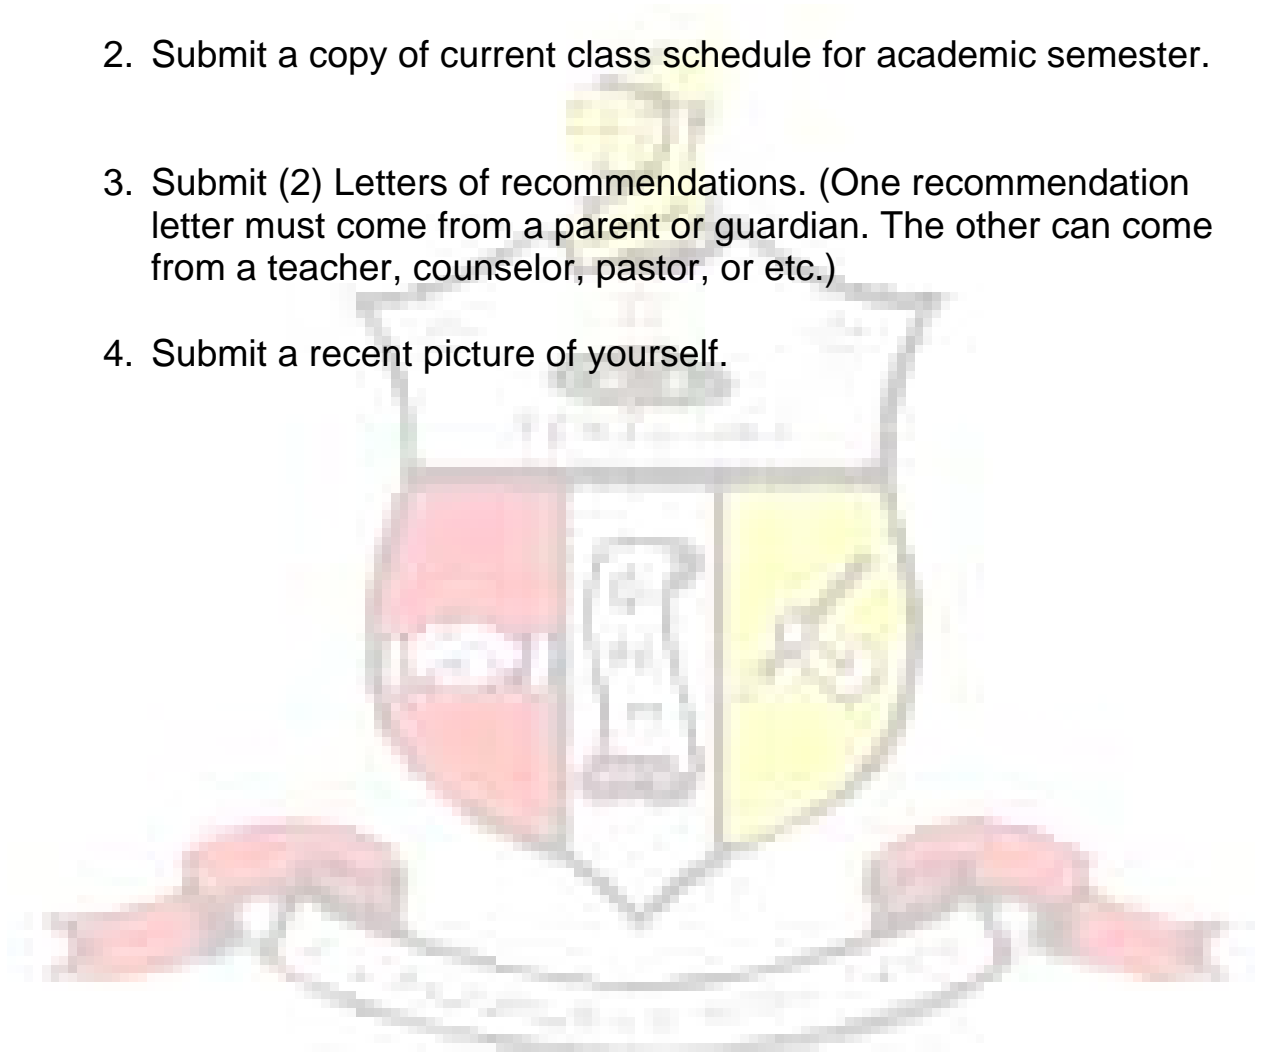 2. Submit a copy of current class schedule for academic semester.
3. Submit (2) Letters of recommendations. (One recommendation
letter must come from a parent or guardian. The other can come
from a teacher, counselor, pastor, or etc.)
4. Submit a recent picture of yourself.